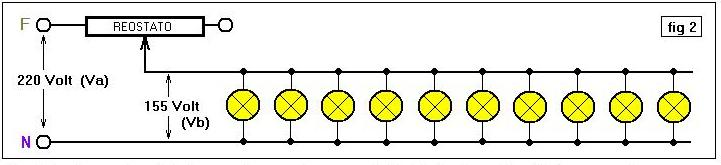 F
REOSTATO
fig 2
220 Volt (Va)
155 Volt
(Vb)
N